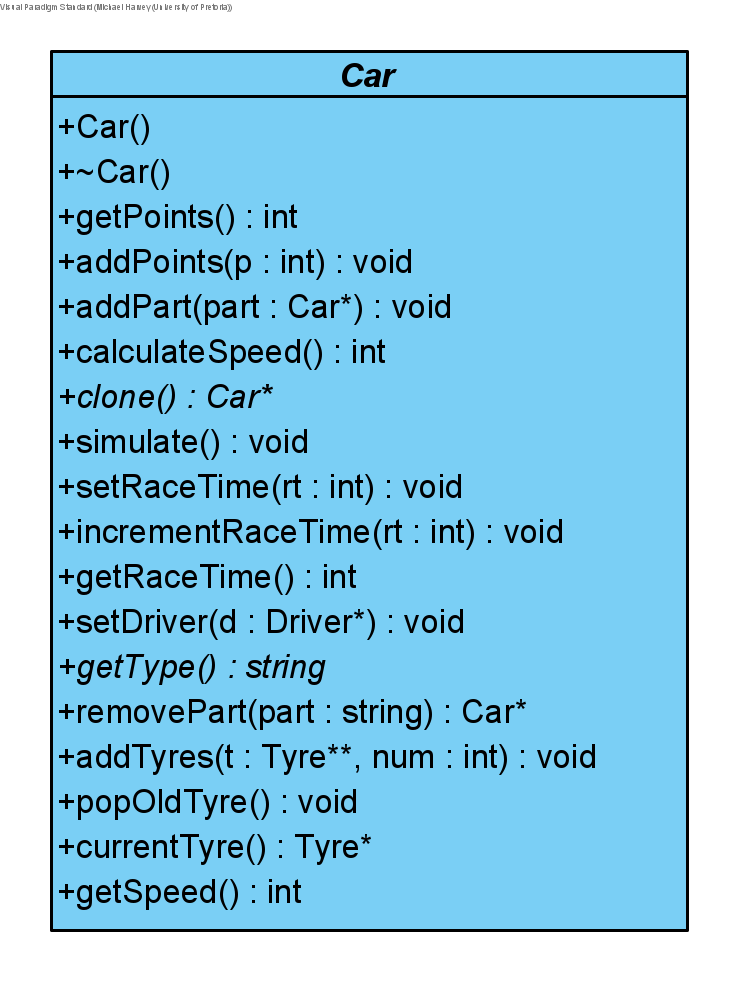 Visual Paradigm Standard (Michael Harvey (University of Pretoria))
Car
+Car()
+~Car()
+getPoints() : int
+addPoints(p : int) : void
+addPart(part : Car*) : void
+calculateSpeed() : int
+clone() : Car*
+simulate() : void
+setRaceTime(rt : int) : void
+incrementRaceTime(rt : int) : void
+getRaceTime() : int
+setDriver(d : Driver*) : void
+getType() : string
+removePart(part : string) : Car*
+addTyres(t : Tyre**, num : int) : void
+popOldTyre() : void
+currentTyre() : Tyre*
+getSpeed() : int